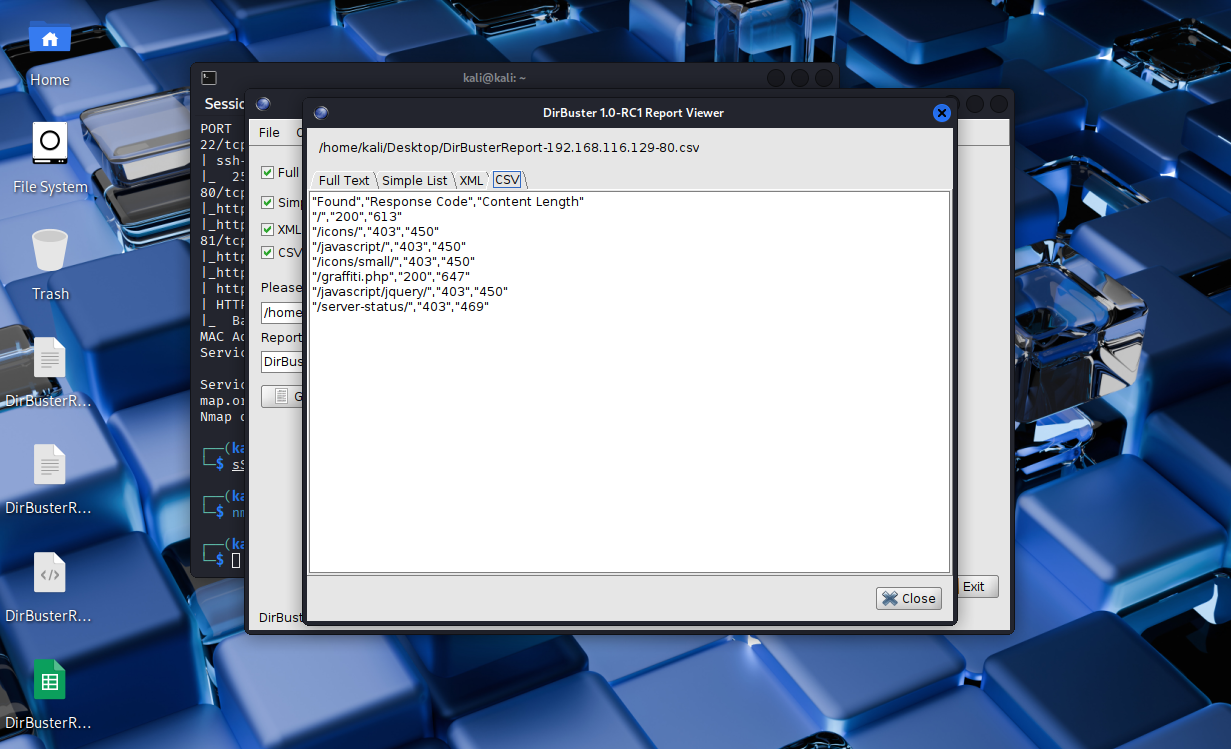 Home
File System
Trash
DirBusterR...
DirBusterR...
DirBusterR...
DirBusterR...
kali@kali: ~
Sessic
PORT
22/tcp
| ssh-
|_ 25
80/tcp
|_http
|_http
81/tcp
|_http
|_http
| http
| HTTP
|_ Ba
MAC Ad
Servic
Servic
map.or
Nmap d
┌──(ka
└─$ sS
┌──(ka
└─$ nm
┌──(ka
└─$
File
Full
Simp
XML
CSV
Please
/home
Report
DirBus
G
DirBust
Exit
DirBuster 1.0-RC1 Report Viewer
/home/kali/Desktop/DirBusterReport-192.168.116.129-80.csv
Full Text Simple List XML CSV
"Found","Response Code","Content Length"
"/","200","613"
"/icons/","403","450"
"/javascript/","403","450"
"/icons/small/","403","450"
"/graffiti.php","200","647"
"/javascript/jquery/","403","450"
"/server-status/","403","469"
Close